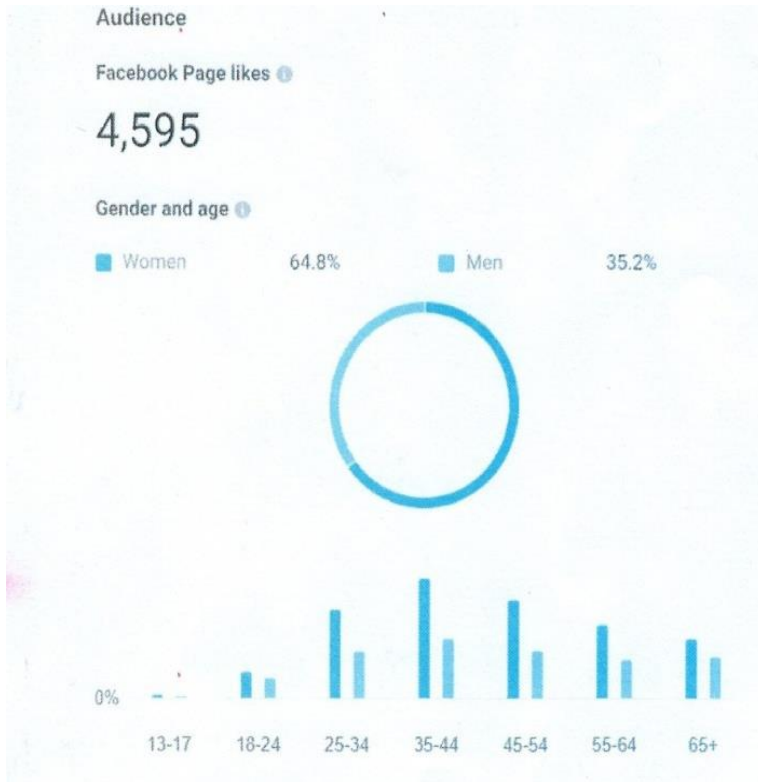 Audience
Facebook Page likes
4,595
Gender and age
Women 64.8% Men 35.2%
0%
13-17 18-24 25-34 35-44 45-54 55-64 65+